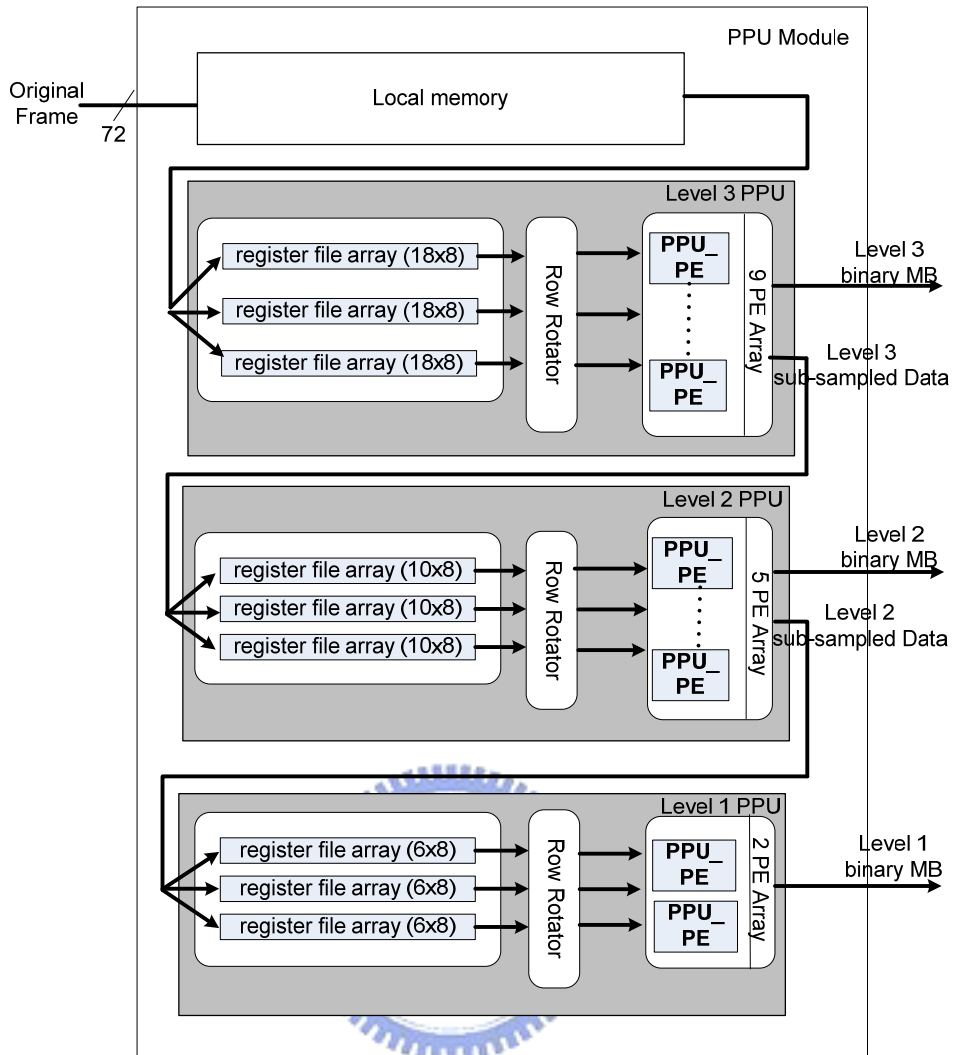 PPU Module
Original
Frame
72
Local memory
Level 3 PPU
register file array (18x8)
register file array (18x8)
register file array (18x8)
Row Rotator
PPU_
PE
PPU_
PE
9 PE Array
Level 3
binary MB
Level 3
sub-sampled Data
Level 2 PPU
register file array (10x8)
register file array (10x8)
register file array (10x8)
Row Rotator
PPU_
PE
PPU_
PE
5 PE Array
Level 2
binary MB
Level 2
sub-sampled Data
Level 1 PPU
register file array (6x8)
register file array (6x8)
register file array (6x8)
Row Rotator
PPU_
PE
PPU_
PE
2 PE Array
Level 1
binary MB